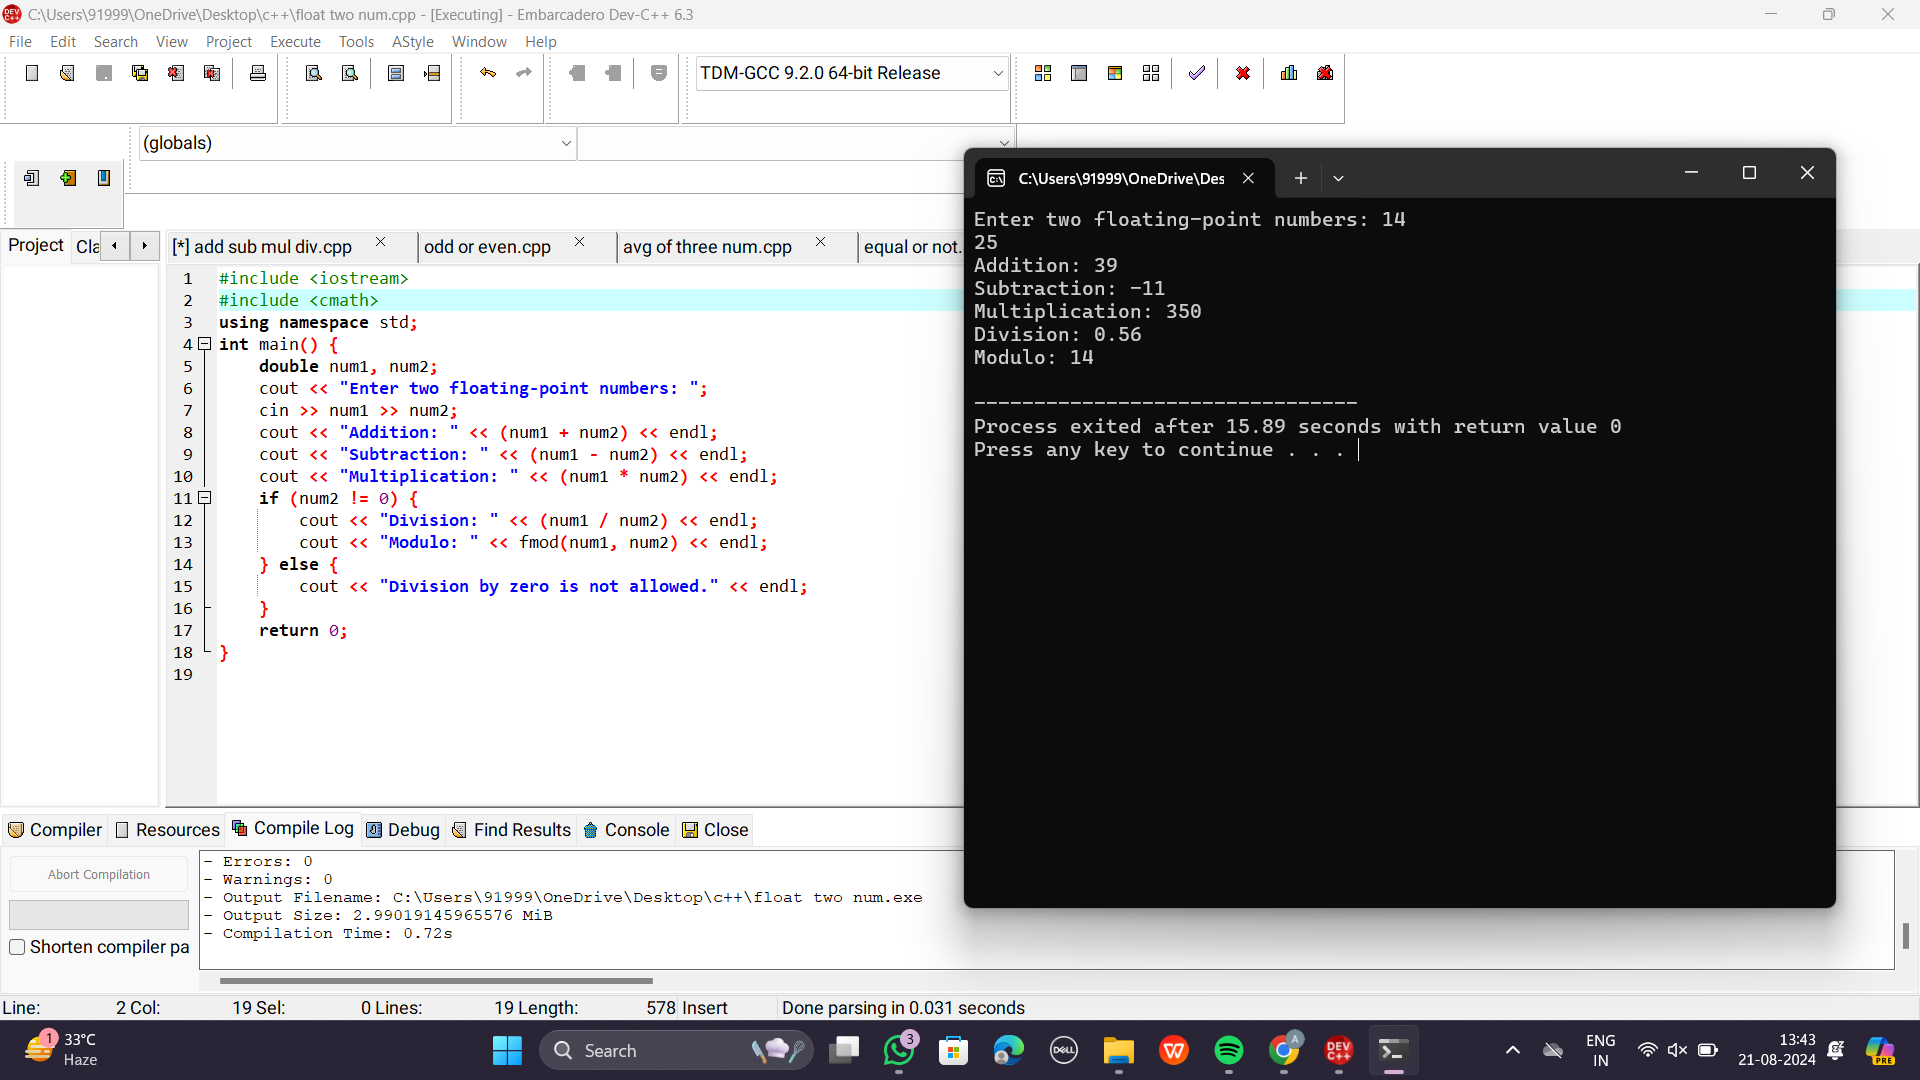 C:\Users\91999\OneDrive\Desktop\c++\float two num.cpp - [Executing] - Embarcadero Dev-C++ 6.3
File Edit Search View Project Execute Tools AStyle Window Help
TDM-GCC 9.2.0 64-bit Release
(globals)
Project Cla
[*] add sub mul div.cpp odd or even.cpp avg of three num.cpp equal or not.
1 #include <iostream>
2 #include <cmath>
3 using namespace std;
4 int main() {
5 double num1, num2;
6 cout << "Enter two floating-point numbers: ";
7 cin >> num1 >> num2;
8 cout << "Addition: " << (num1 + num2) << endl;
9 cout << "Subtraction: " << (num1 - num2) << endl;
10 cout << "Multiplication: " << (num1 * num2) << endl;
11 if (num2 != 0) {
12 cout << "Division: " << (num1 / num2) << endl;
13 cout << "Modulo: " << fmod(num1, num2) << endl;
14 } else {
15 cout << "Division by zero is not allowed." << endl;
16 }
17 return 0;
18 }
19
C:\Users\91999\OneDrive\Des
Enter two floating-point numbers: 14
25
Addition: 39
Subtraction: -11
Multiplication: 350
Division: 0.56
Modulo: 14
--------------------------------
Process exited after 15.89 seconds with return value 0
Press any key to continue . . .
Compiler Resources Compile Log Debug Find Results Console Close
Abort Compilation
Shorten compiler pa
- Errors: 0
- Warnings: 0
- Output Filename: C:\Users\91999\OneDrive\Desktop\c++\float two num.exe
- Output Size: 2.99019145965576 MiB
- Compilation Time: 0.72s
Line: 2 Col: 19 Sel: 0 Lines: 19 Length: 578 Insert Done parsing in 0.031 seconds
1
33°C
Haze
Search
3
DELL
W
A
DEV C++
ENG
IN
13:43
21-08-2024
PRE